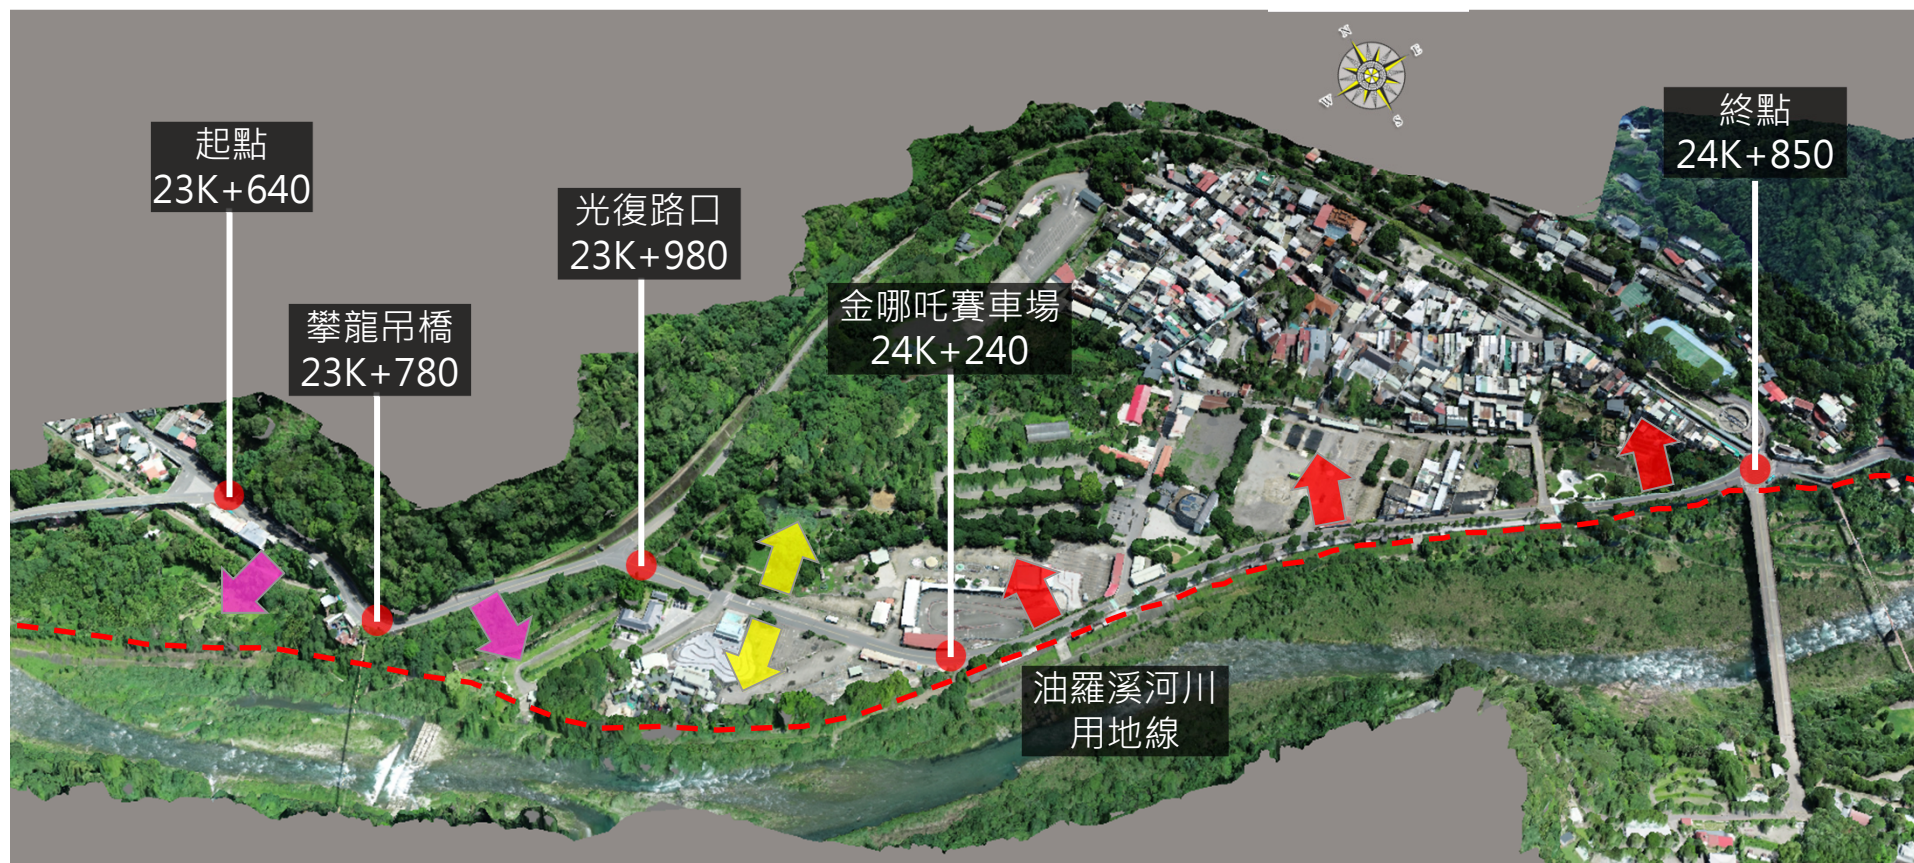 起點
23K+640
攀龍吊橋
23K+780
光復路口
23K+980
金哪吒賽車場
24K+240
N
E
W
S
終點
24K+850
油羅溪河川
用地線